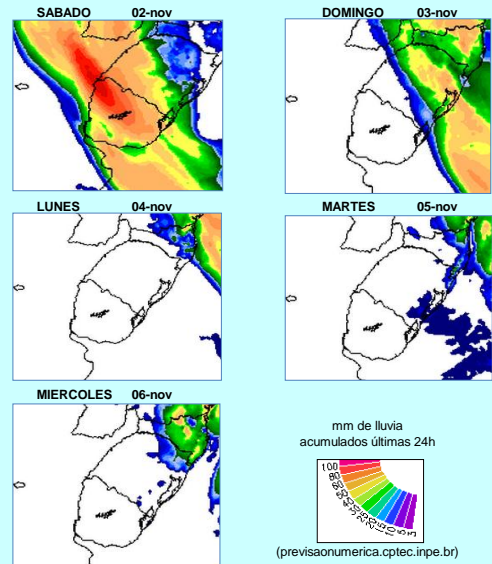 SABADO 02-nov
DOMINGO 03-nov
LUNES 04-nov
MARTES 05-nov
MIERCOLES 06-nov
mm de lluvia
acumulados últimas 24h
100
80
(previsaonumerica.cptec.inpe.br)